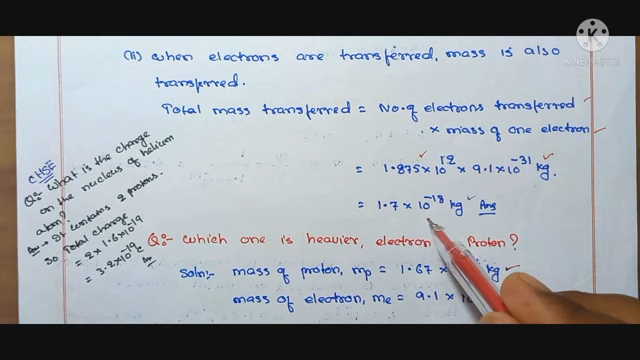 (ii) when electrons are transferred, mass is also
transferred.
Total mass transferred = No. of electrons transferred
× mass of one electron
= 1.875 × 10^12 × 9.1 × 10^-31 kg.
= 1.7 × 10^-18 kg Ans
CHSE
Q:- What is the charge
on the nucleus of helium
atom?
Ans → It contains 2 protons.
So Total charge
= 2 × 1.6 × 10^-19
= 3.2 × 10^-19 C
Ans
Q:- Which one is heavier, electron Proton?
Soln:- mass of proton, mp = 1.67 × kg
mass of electron, me = 9.1 × 10
K
KINEMASTER